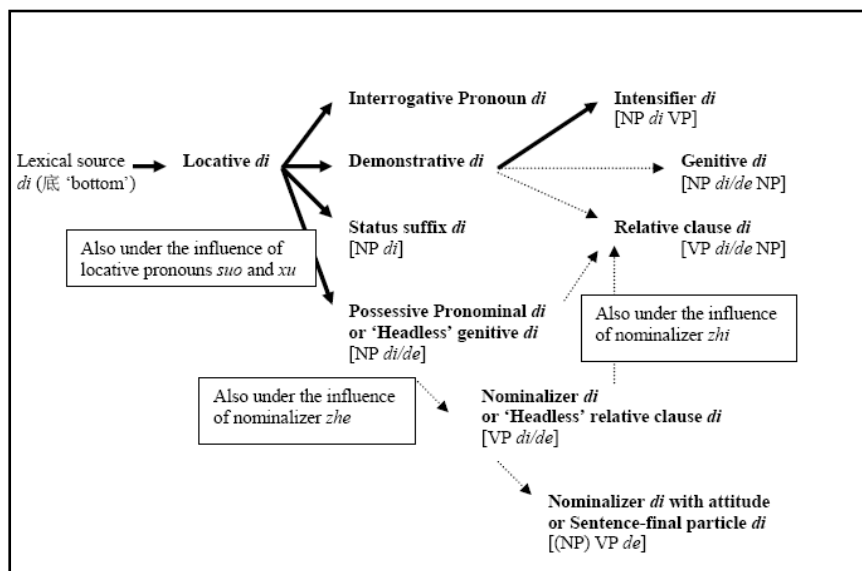 Interrogative Pronoun di
Intensifier di
[NP di VP]
Lexical source
di (底 ‘bottom’)
Locative di
Demonstrative di
Genitive di
[NP di/de NP]
Status suffix di
[NP di]
Relative clause di
[VP di/de NP]
Also under the influence of
locative pronouns suo and xu
Possessive Pronominal di
or ‘Headless’ genitive di
[NP di/de]
Also under the influence
of nominalizer zhi
Also under the influence
of nominalizer zhe
Nominalizer di
or ‘Headless’ relative clause di
[VP di/de]
Nominalizer di with attitude
or Sentence-final particle di
[(NP) VP de]